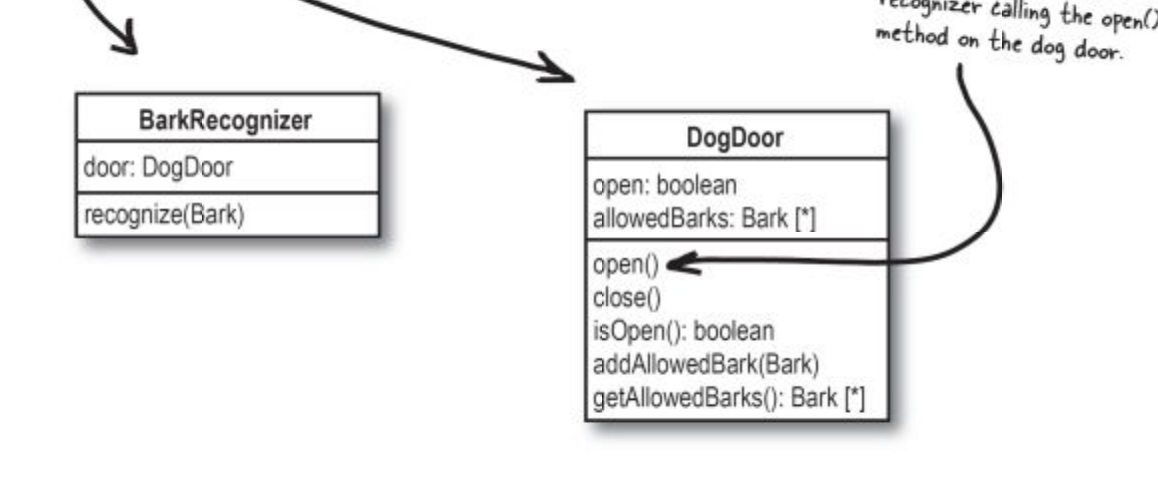 recognizer calling the open()
method on the dog door.
BarkRecognizer
door: DogDoor
recognize(Bark)
DogDoor
open: boolean
allowedBarks: Bark [*]
open()
close()
isOpen(): boolean
addAllowedBark(Bark)
getAllowedBarks(): Bark [*]